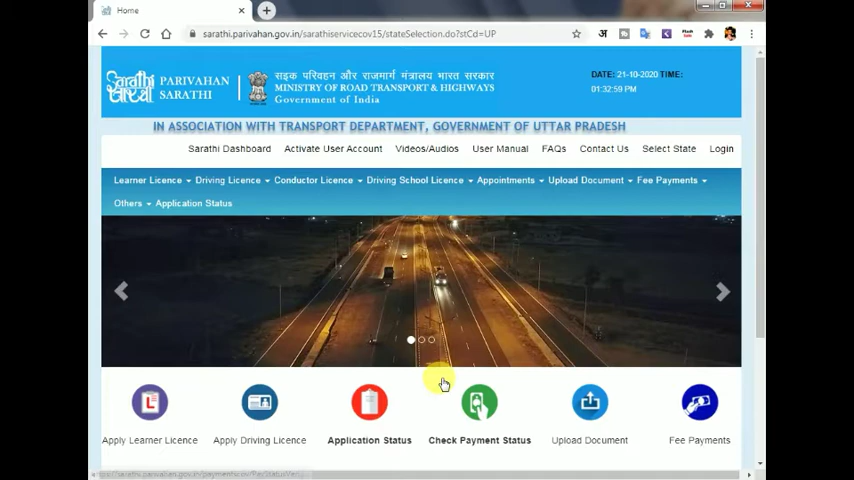 Home
sarathi.parivahan.gov.in/sarathiservicecov15/stateSelection.do?stCd=UP
अ
Sarathi
PARIVAHAN
SARATHI
सड़क परिवहन और राजमार्ग मंत्रालय भारत सरकार
MINISTRY OF ROAD TRANSPORT & HIGHWAYS
Government of India
DATE: 21-10-2020 TIME:
01:32:59 PM
IN ASSOCIATION WITH TRANSPORT DEPARTMENT, GOVERNMENT OF UTTAR PRADESH
Sarathi Dashboard Activate User Account Videos/Audios User Manual FAQs Contact Us Select State Login
Learner Licence Driving Licence Conductor Licence Driving School Licence Appointments Upload Document Fee Payments
Others Application Status
L
Apply Learner Licence Apply Driving Licence Application Status Check Payment Status Upload Document Fee Payments